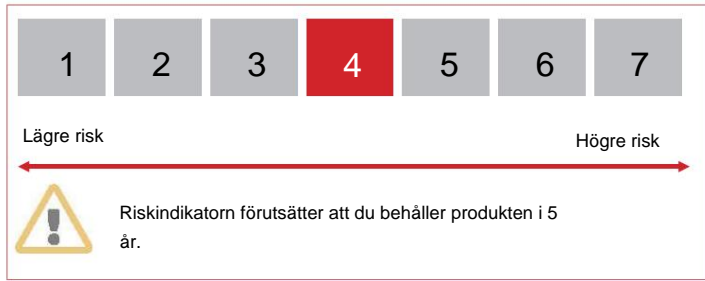 1 2 3 4 5 6 7
Lägre risk Högre risk
Riskindikatorn förutsätter att du behåller produkten i 5
år.